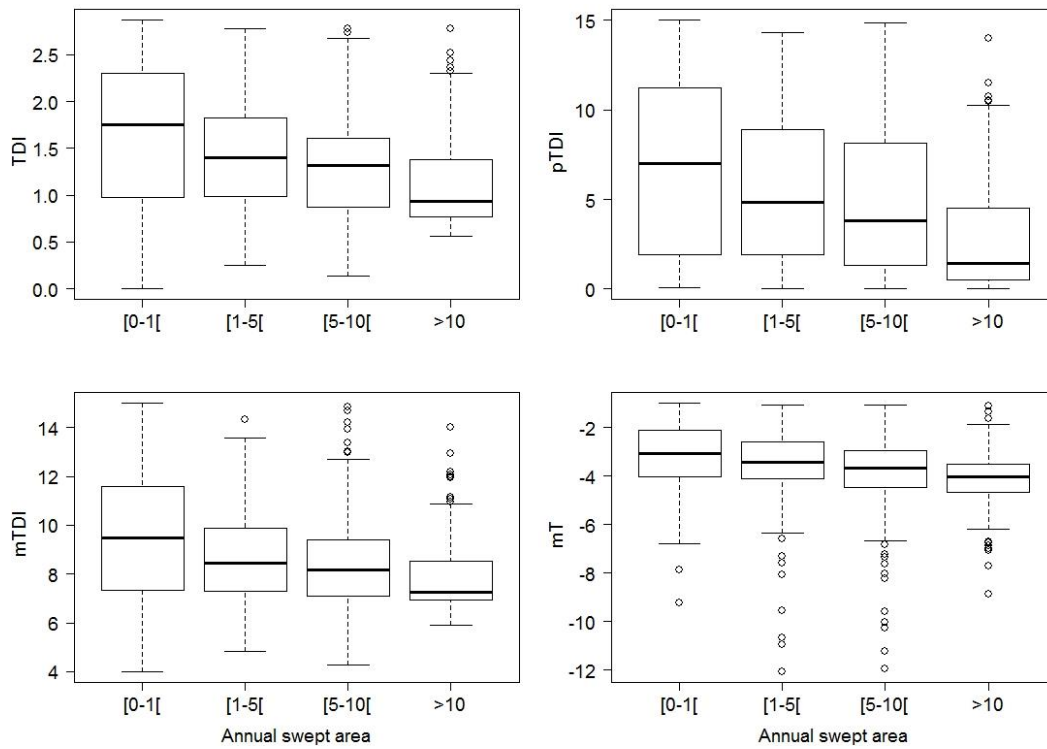 TDI
2.5
2.0
1.5
1.0
0.5
0.0
[0-1[ [1-5[ [5-10[ >10
pTDI
15
10
5
0
[0-1[ [1-5[ [5-10[ >10
mTDI
14
12
10
8
6
4
[0-1[ [1-5[ [5-10[ >10
Annual swept area
mT
-2
-4
-6
-8
-10
-12
[0-1[ [1-5[ [5-10[ >10
Annual swept area